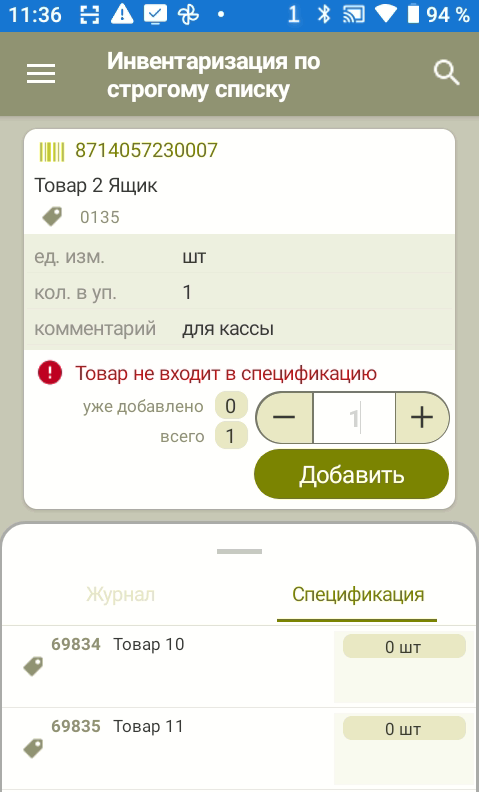 11:36 1 94 %
Инвентаризация по
строгому списку
8714057230007
Товар 2 Ящик
0135
ед. изм. шт
кол. в уп. 1
комментарий для кассы
Товар не входит в спецификацию
уже добавлено 0
всего 1
1
Добавить
Журнал Спецификация
69834 Товар 10 0 шт
69835 Товар 11 0 шт